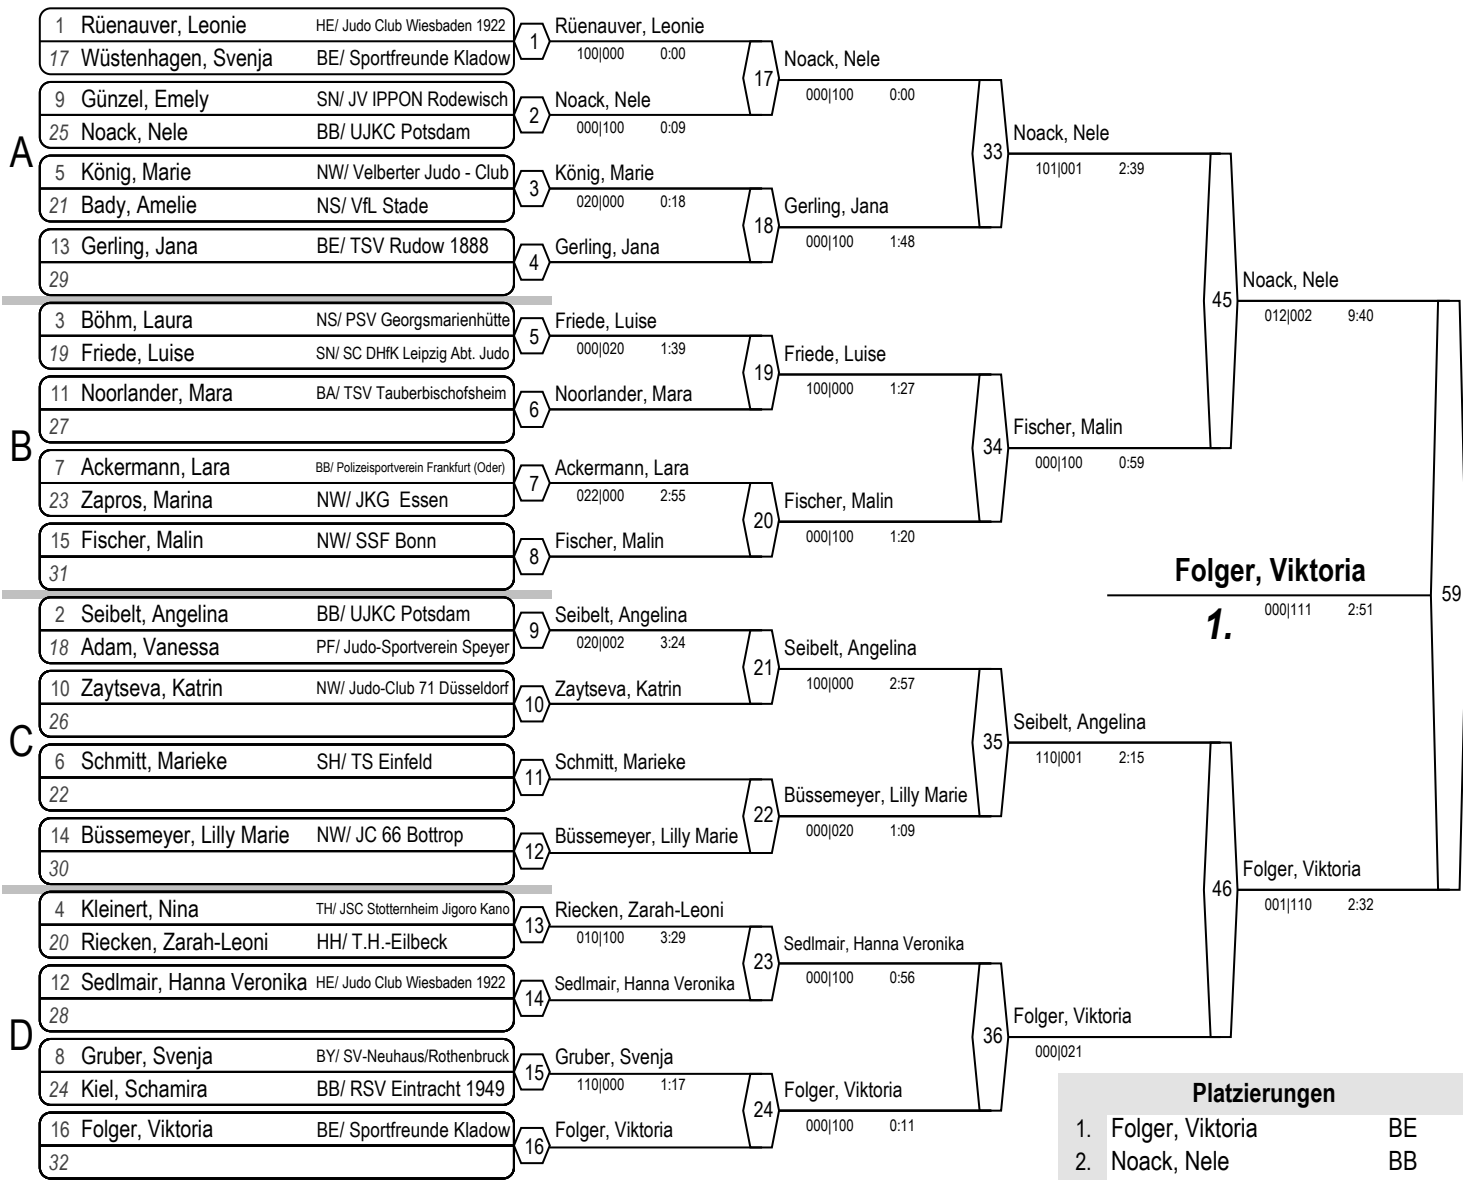 A
1 Rüenauver, Leonie HE/ Judo Club Wiesbaden 1922
17 Wüstenhagen, Svenja BE/ Sportfreunde Kladow
9 Günzel, Emely SN/ JV IPPON Rodewisch
25 Noack, Nele BB/ UJKC Potsdam
5 König, Marie NW/ Velberter Judo - Club
21 Bady, Amelie NS/ VfL Stade
13 Gerling, Jana BE/ TSV Rudow 1888
29
B
3 Böhm, Laura NS/ PSV Georgsmarienhütte
19 Friede, Luise SN/ SC DHfK Leipzig Abt. Judo
11 Noorlander, Mara BA/ TSV Tauberbischofsheim
27
7 Ackermann, Lara BB/ Polizeisportverein Frankfurt (Oder)
23 Zapros, Marina NW/ JKG Essen
15 Fischer, Malin NW/ SSF Bonn
31
C
2 Seibelt, Angelina BB/ UJKC Potsdam
18 Adam, Vanessa PF/ Judo-Sportverein Speyer
10 Zaytseva, Katrin NW/ Judo-Club 71 Düsseldorf
26
6 Schmitt, Marieke SH/ TS Einfeld
22
14 Büssemeyer, Lilly Marie NW/ JC 66 Bottrop
30
D
4 Kleinert, Nina TH/ JSC Stotternheim Jigoro Kano
20 Riecken, Zarah-Leoni HH/ T.H.-Eilbeck
12 Sedlmair, Hanna Veronika HE/ Judo Club Wiesbaden 1922
28
8 Gruber, Svenja BY/ SV-Neuhaus/Rothenbruck
24 Kiel, Schamira BB/ RSV Eintracht 1949
16 Folger, Viktoria BE/ Sportfreunde Kladow
32
1 Rüenauver, Leonie
100|000 0:00
2 Noack, Nele
000|100 0:09
3 König, Marie
020|000 0:18
4 Gerling, Jana
5 Friede, Luise
000|020 1:39
6 Noorlander, Mara
7 Ackermann, Lara
022|000 2:55
8 Fischer, Malin
9 Seibelt, Angelina
020|002 3:24
10 Zaytseva, Katrin
11 Schmitt, Marieke
12 Büssemeyer, Lilly Marie
13 Riecken, Zarah-Leoni
010|100 3:29
14 Sedlmair, Hanna Veronika
15 Gruber, Svenja
110|000 1:17
16 Folger, Viktoria
17 Noack, Nele
000|100 0:00
18 Gerling, Jana
000|100 1:48
19 Friede, Luise
100|000 1:27
20 Fischer, Malin
000|100 1:20
21 Seibelt, Angelina
100|000 2:57
22 Büssemeyer, Lilly Marie
000|020 1:09
23 Sedlmair, Hanna Veronika
000|100 0:56
24 Folger, Viktoria
000|100 0:11
33 Noack, Nele
101|001 2:39
34 Fischer, Malin
000|100 0:59
35 Seibelt, Angelina
110|001 2:15
36 Folger, Viktoria
000|021
45 Noack, Nele
012|002 9:40
46 Folger, Viktoria
001|110 2:32
Folger, Viktoria
59
1. 000|111 2:51
Platzierungen
1. Folger, Viktoria BE
2. Noack, Nele BB